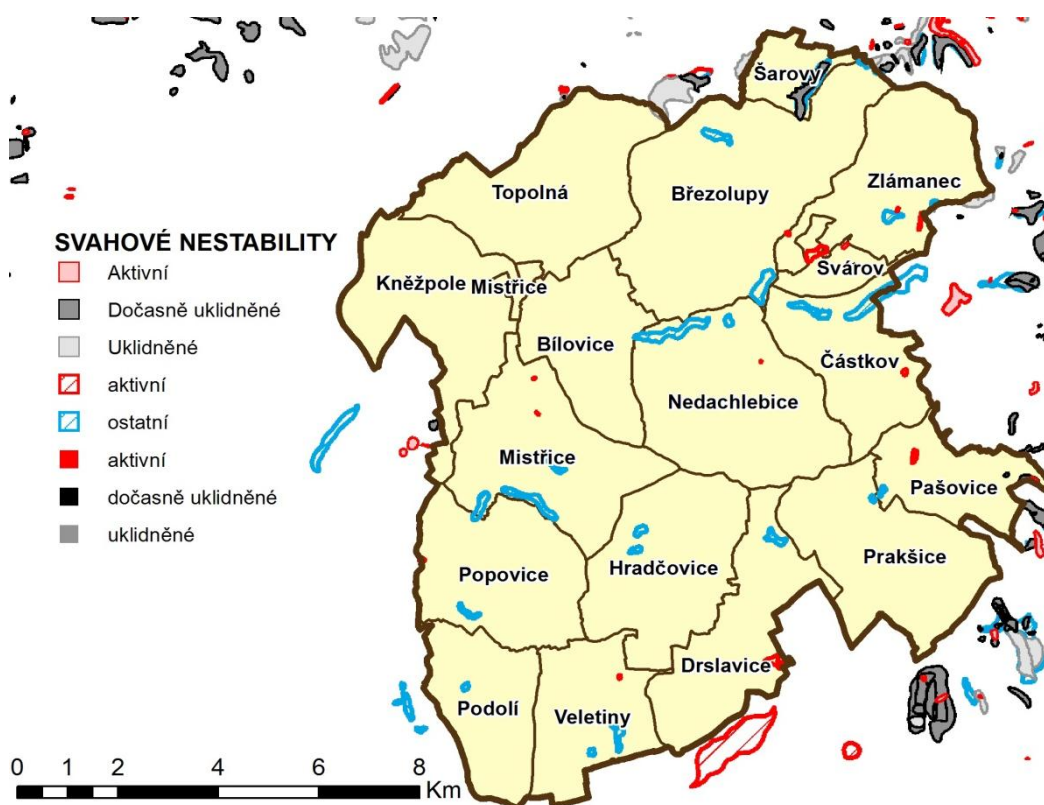 Šarovy
Topolná
Březolupy
Zlámanec
SVAHOVÉ NESTABILITY
Aktivní
Dočasně uklidněné
Uklidněné
aktivní
ostatní
aktivní
dočasně uklidněné
uklidněné
Kněžpole
Mistřice
Svárov
Bílovice
Částkov
Nedachlebice
Mistřice
Pašovice
Popovice
Hradčovice
Prakšice
Drslavice
Podolí
Veletiny
0 1 2 4 6 8
Km